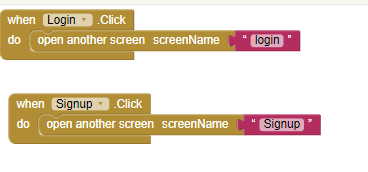 when Login .Click
do open another screen screenName " login "
when Signup .Click
do open another screen screenName " Signup "